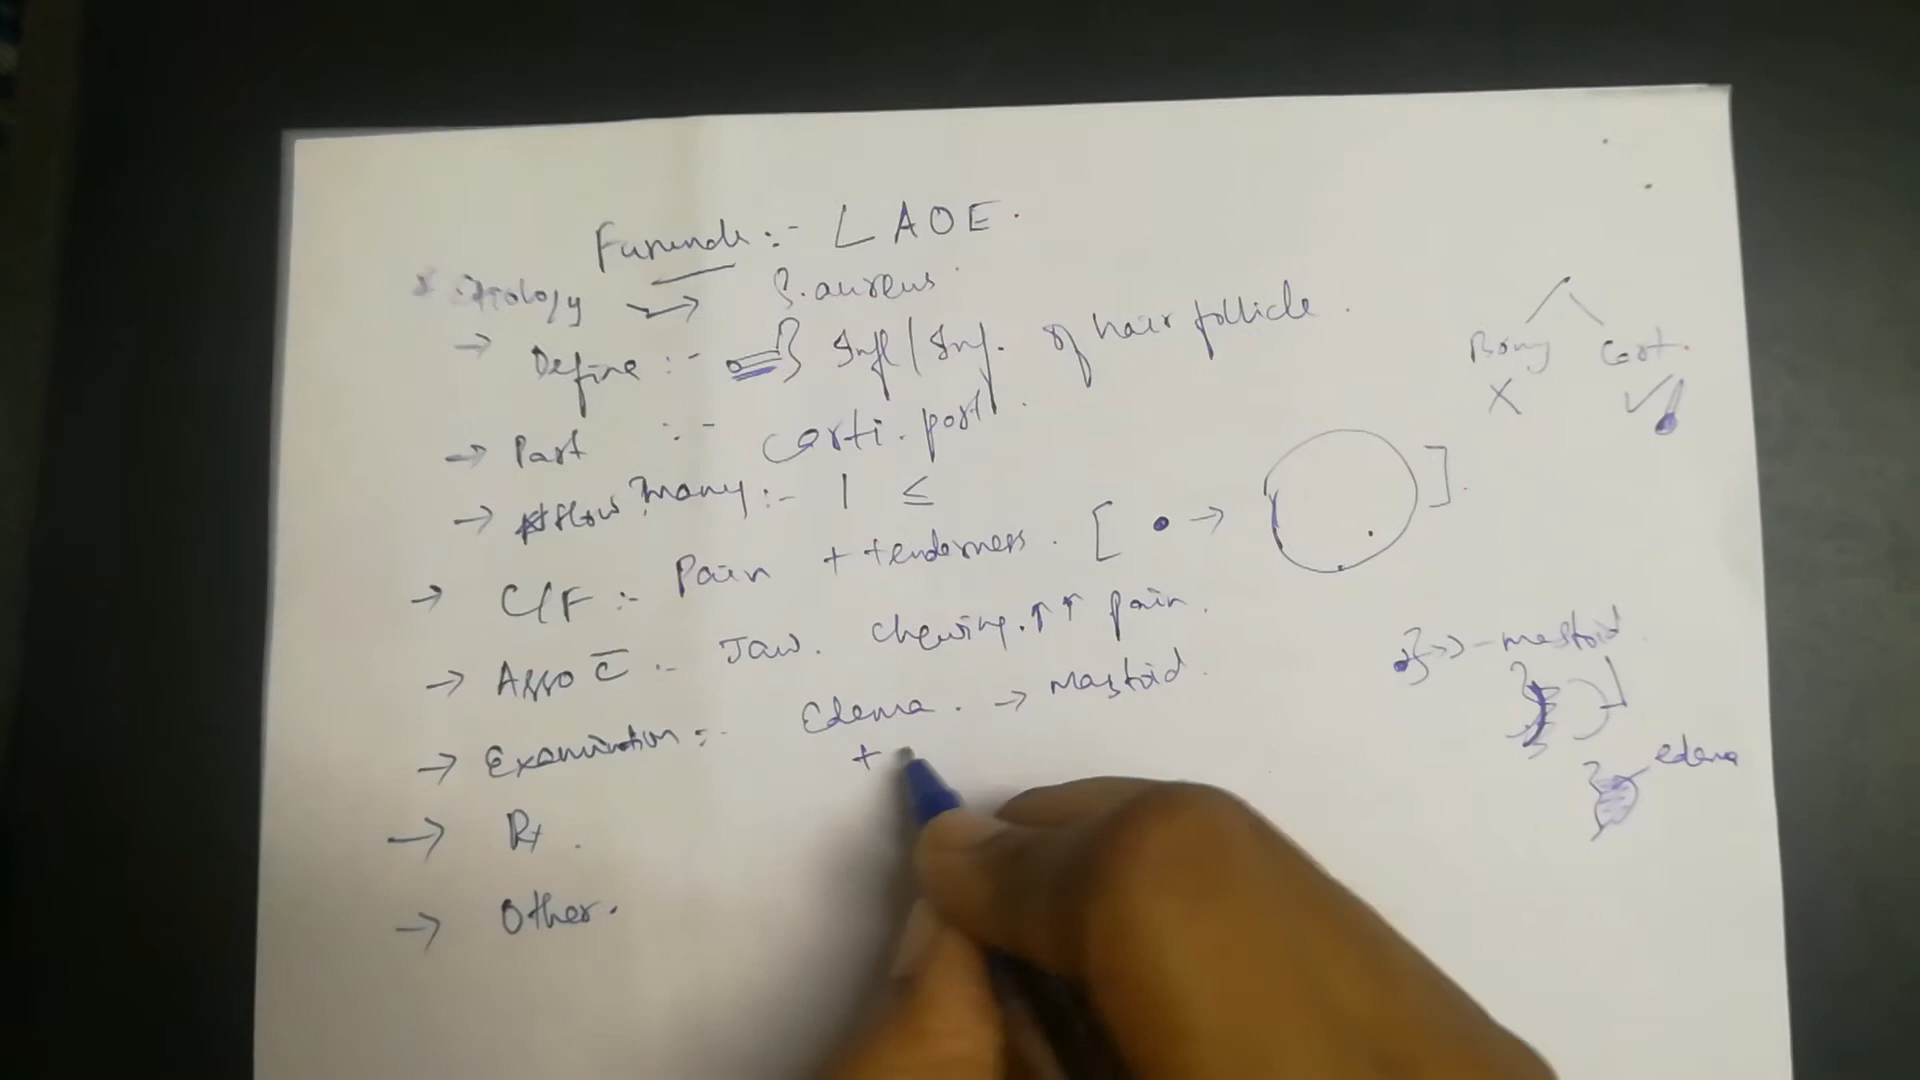 Furuncle :- LAOE.
Etiology → S. aureus
→ Define :- Infl / Inf. of hair follicle.
→ Part :- Carti. part.
→ How many :- 1 ≤
→ C/F :- Pain + tenderness. [ • → ].
→ Asso c̅ :- Jaw. Chewing. ↑↑ pain.
→ Examination :- Edema. → mastoid.
+
→ Rx.
→ Other.
Bony Cart.
X ✓
- mastoid
edema